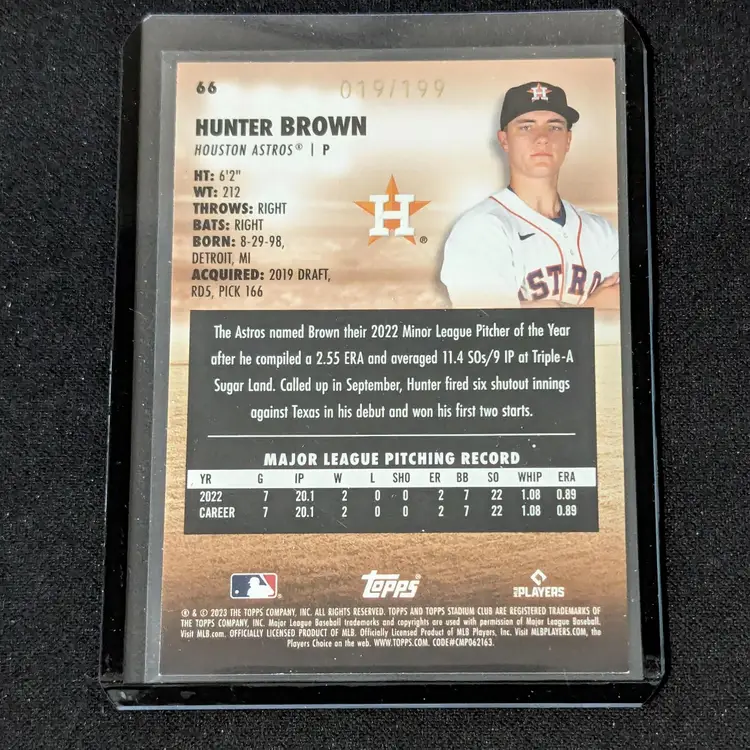 66
019/199
HUNTER BROWN
HOUSTON ASTROS® | P
HT: 6'2"
WT: 212
THROWS: RIGHT
BATS: RIGHT
BORN: 8-29-98,
DETROIT, MI
ACQUIRED: 2019 DRAFT,
RD5, PICK 166
H
H ®
STRO
The Astros named Brown their 2022 Minor League Pitcher of the Year
after he compiled a 2.55 ERA and averaged 11.4 SOs/9 IP at Triple-A
Sugar Land. Called up in September, Hunter fired six shutout innings
against Texas in his debut and won his first two starts.
MAJOR LEAGUE PITCHING RECORD
YR G IP W L SHO ER BB SO WHIP ERA
2022 7 20.1 2 0 0 2 7 22 1.08 0.89
CAREER 7 20.1 2 0 0 2 7 22 1.08 0.89
topps® PLAYERS
® & © 2023 THE TOPPS COMPANY, INC. ALL RIGHTS RESERVED. TOPPS AND TOPPS STADIUM CLUB ARE REGISTERED TRADEMARKS OF
THE TOPPS COMPANY, INC. Major League Baseball trademarks and copyrights are used with permission of Major League Baseball.
Visit MLB.com. OFFICIALLY LICENSED PRODUCT OF MLB. Officially Licensed Product of MLB Players, Inc. Visit MLBPLAYERS.com, the
Players Choice on the web. WWW.TOPPS.COM. CODE#CMP062163.